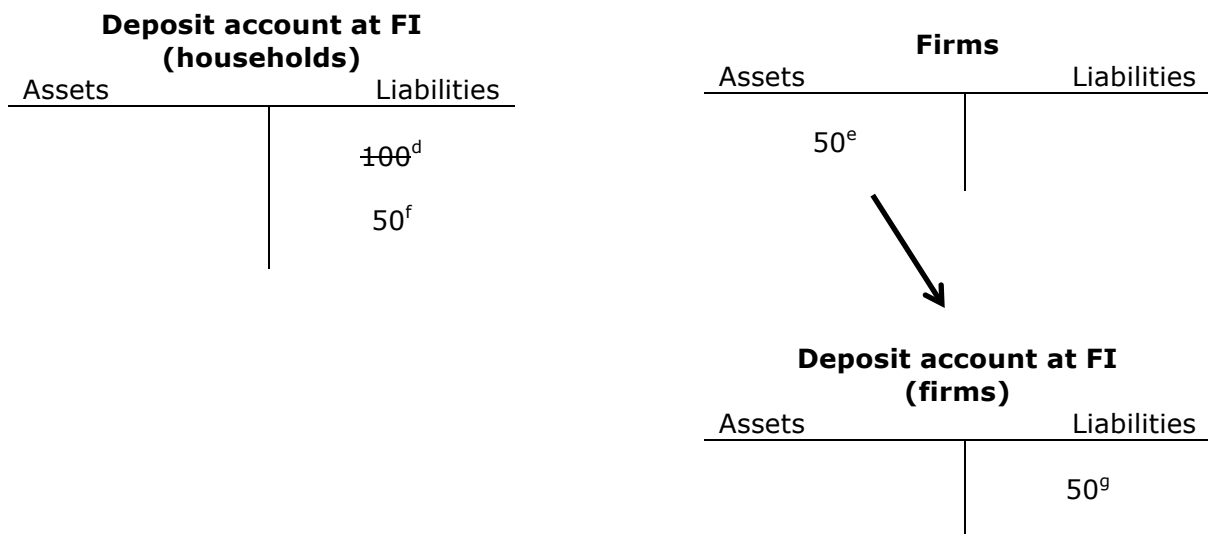 Deposit account at FI
(households)
Assets Liabilities
100d
50f
Firms
Assets Liabilities
50e
Deposit account at FI
(firms)
Assets Liabilities
50g